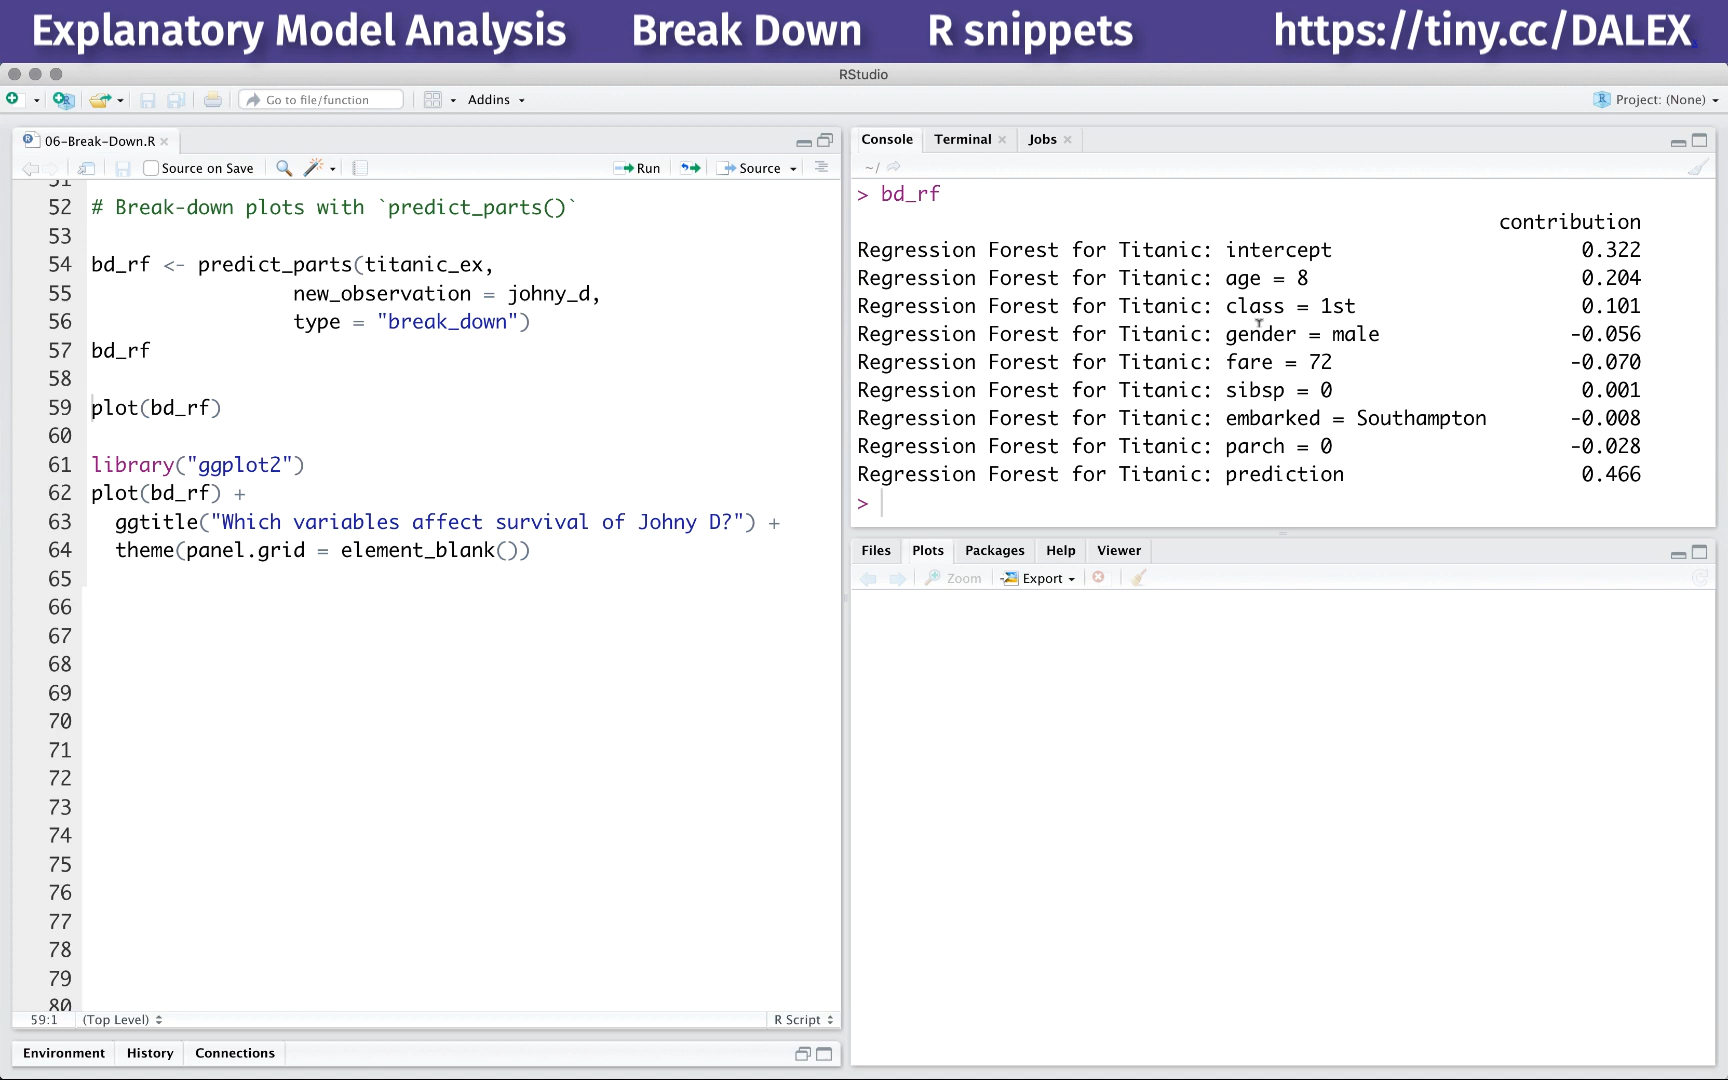 Explanatory Model Analysis Break Down R snippets https://tiny.cc/DALEX
RStudio
Go to file/function Addins Project: (None)
06-Break-Down.R
Source on Save Run Source
51
52 # Break-down plots with `predict_parts()`
53
54 bd_rf <- predict_parts(titanic_ex,
55 new_observation = johny_d,
56 type = "break_down")
57 bd_rf
58
59 plot(bd_rf)
60
61 library("ggplot2")
62 plot(bd_rf) +
63 ggtitle("Which variables affect survival of Johny D?") +
64 theme(panel.grid = element_blank())
65
66
67
68
69
70
71
72
73
74
75
76
77
78
79
80
59:1 (Top Level) R Script
Environment History Connections
Console Terminal Jobs
~/
> bd_rf
contribution
Regression Forest for Titanic: intercept 0.322
Regression Forest for Titanic: age = 8 0.204
Regression Forest for Titanic: class = 1st 0.101
Regression Forest for Titanic: gender = male -0.056
Regression Forest for Titanic: fare = 72 -0.070
Regression Forest for Titanic: sibsp = 0 0.001
Regression Forest for Titanic: embarked = Southampton -0.008
Regression Forest for Titanic: parch = 0 -0.028
Regression Forest for Titanic: prediction 0.466
>
Files Plots Packages Help Viewer
Zoom Export